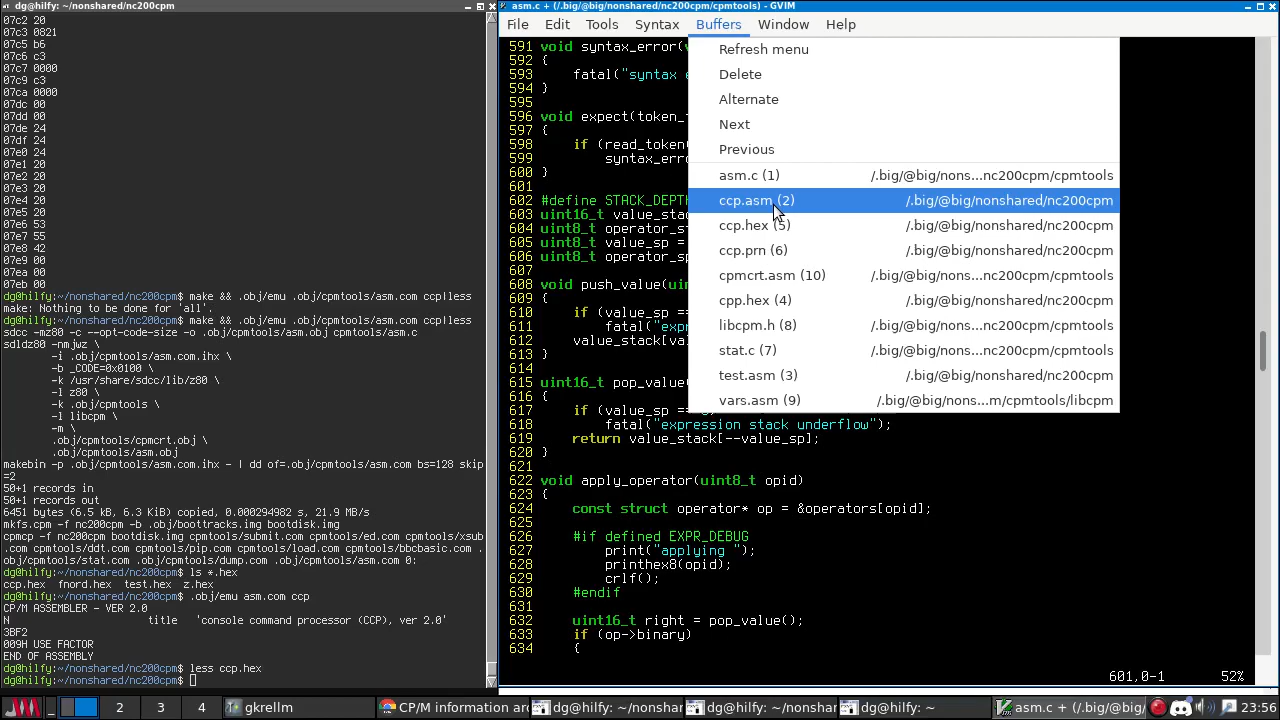 dg@hilfy: ~/nonshared/nc200cpm
07c2 20
07c3 0821
07c5 b6
07c6 c3
07c7 0000
07c9 c3
07ca 0000
07dc 00
07dd 00
07de 24
07df 24
07e0 24
07e1 20
07e2 20
07e3 20
07e4 20
07e5 20
07e6 53
07e7 55
07e8 42
07e9 00
07ea 00
07eb 00
dg@hilfy:~/nonshared/nc200cpm$ make && .obj/emu .obj/cpmtools/asm.com ccp|less
make: Nothing to be done for 'all'.
dg@hilfy:~/nonshared/nc200cpm$ make && .obj/emu .obj/cpmtools/asm.com ccp|less
sdcc -mz80 --opt-code-size -c -o .obj/cpmtools/asm.obj cpmtools/asm.c
sdldz80 -nmjwz \
-i .obj/cpmtools/asm.com.ihx \
-b _CODE=0x0100 \
-k /usr/share/sdcc/lib/z80 \
-l z80 \
-k .obj/cpmtools \
-l libcpm \
-m \
.obj/cpmtools/cpmcrt.obj \
.obj/cpmtools/asm.obj
makebin -p .obj/cpmtools/asm.com.ihx - | dd of=.obj/cpmtools/asm.com bs=128 skip
=2
50+1 records in
50+1 records out
6451 bytes (6.5 kB, 6.3 KiB) copied, 0.000294982 s, 21.9 MB/s
mkfs.cpm -f nc200cpm -b .obj/boottracks.img bootdisk.img
cpmcp -f nc200cpm bootdisk.img cpmtools/submit.com cpmtools/ed.com cpmtools/xsub
.com cpmtools/ddt.com cpmtools/pip.com cpmtools/load.com cpmtools/bbcbasic.com .
obj/cpmtools/stat.com .obj/cpmtools/dump.com .obj/cpmtools/asm.com 0:
dg@hilfy:~/nonshared/nc200cpm$ ls *.hex
ccp.hex fnord.hex test.hex z.hex
dg@hilfy:~/nonshared/nc200cpm$ .obj/emu asm.com ccp
CP/M ASSEMBLER - VER 2.0
N title 'console command processor (CCP), ver 2.0'
3BF2
009H USE FACTOR
END OF ASSEMBLY
dg@hilfy:~/nonshared/nc200cpm$ less ccp.hex
dg@hilfy:~/nonshared/nc200cpm$
asm.c + (/.big/@big/nonshared/nc200cpm/cpmtools) - GVIM
File Edit Tools Syntax Buffers Window Help
591 void syntax_error(
592 {
593 fatal("syntax
594 }
595
596 void expect(token_
597 {
598 if (read_token
599 syntax_erro
600 }
601
602 #define STACK_DEPTH
603 uint16_t value_stac
604 uint8_t operator_s
605 uint8_t value_sp =
606 uint8_t operator_sp
607
608 void push_value(ui
609 {
610 if (value_sp ==
611 fatal("expr
612 value_stack[val
613 }
614
615 uint16_t pop_value(
616 {
617 if (value_sp ==
618 fatal("expression stack underflow");
619 return value_stack[--value_sp];
620 }
621
622 void apply_operator(uint8_t opid)
623 {
624 const struct operator* op = &operators[opid];
625
626 #if defined EXPR_DEBUG
627 print("applying ");
628 printhex8(opid);
629 crlf();
630 #endif
631
632 uint16_t right = pop_value();
633 if (op->binary)
634 {
601,0-1 52%
Refresh menu
Delete
Alternate
Next
Previous
asm.c (1) /.big/@big/nons...nc200cpm/cpmtools
ccp.asm (2) /.big/@big/nonshared/nc200cpm
ccp.hex (5) /.big/@big/nonshared/nc200cpm
ccp.prn (6) /.big/@big/nonshared/nc200cpm
cpmcrt.asm (10) /.big/@big/nons...nc200cpm/cpmtools
cpp.hex (4) /.big/@big/nonshared/nc200cpm
libcpm.h (8) /.big/@big/nons...nc200cpm/cpmtools
stat.c (7) /.big/@big/nons...nc200cpm/cpmtools
test.asm (3) /.big/@big/nonshared/nc200cpm
vars.asm (9) /.big/@big/nons...m/cpmtools/libcpm
2 3 4 gkrellm CP/M information arc dg@hilfy: ~/nonshar dg@hilfy: ~/nonshar dg@hilfy: ~ asm.c + (/.big/@big/ 23:56